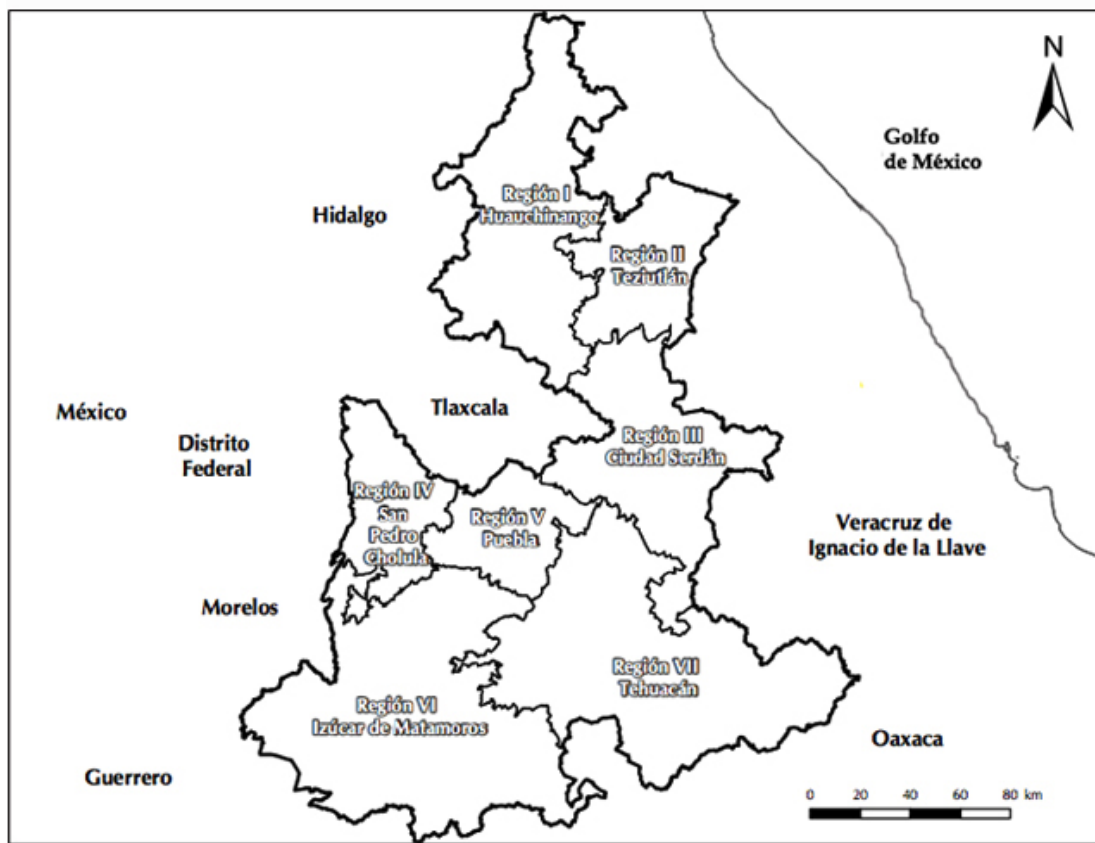 N
Golfo
de México
Región I
Huauchinango
Hidalgo
Región II
Teziutlán
México
Tlaxcala
Distrito
Federal
Región III
Ciudad Serdán
Región IV
San
Pedro
Cholula
Región V
Puebla
Veracruz de
Ignacio de la Llave
Morelos
Región VII
Tehuacán
Región VI
Izúcar de Matamoros
Oaxaca
Guerrero
0 20 40 60 80 km